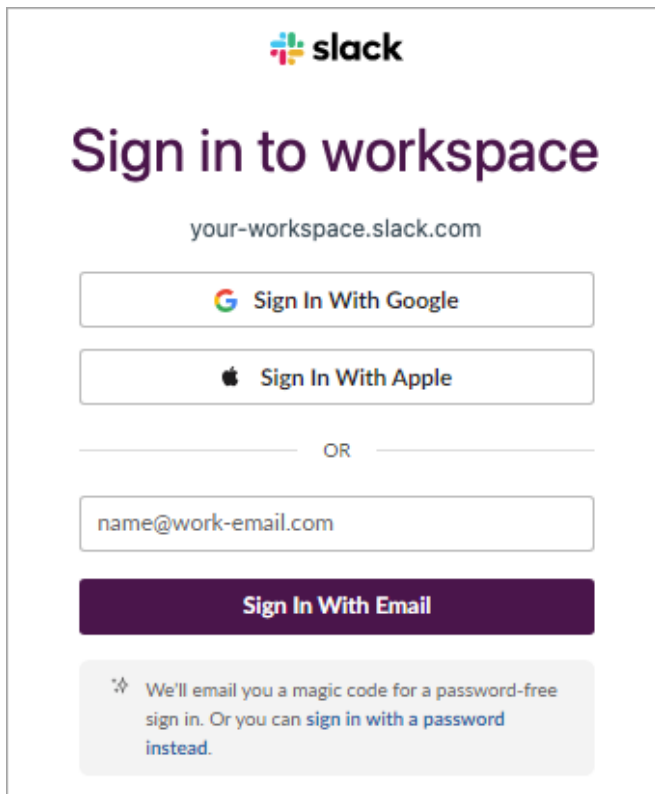 slack
Sign in to workspace
your-workspace.slack.com
Sign In With Google
Sign In With Apple
OR
name@work-email.com
Sign In With Email
We'll email you a magic code for a password-free
sign in. Or you can sign in with a password
instead.